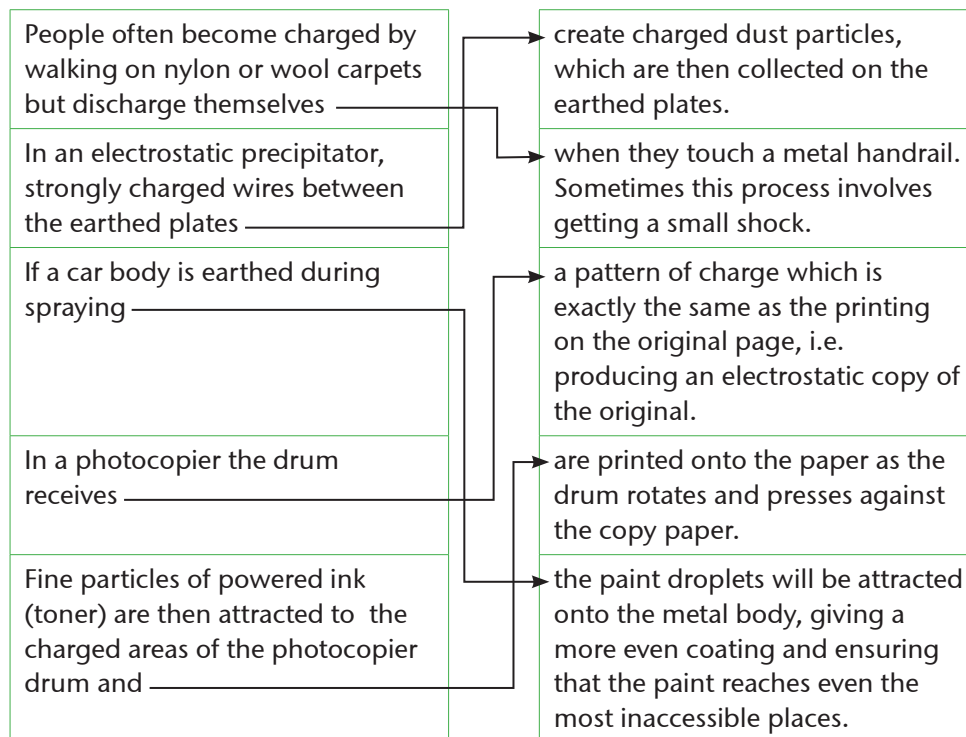 People often become charged by
walking on nylon or wool carpets
but discharge themselves
In an electrostatic precipitator,
strongly charged wires between
the earthed plates
If a car body is earthed during
spraying
In a photocopier the drum
receives
Fine particles of powered ink
(toner) are then attracted to the
charged areas of the photocopier
drum and
create charged dust particles,
which are then collected on the
earthed plates.
when they touch a metal handrail.
Sometimes this process involves
getting a small shock.
a pattern of charge which is
exactly the same as the printing
on the original page, i.e.
producing an electrostatic copy of
the original.
are printed onto the paper as the
drum rotates and presses against
the copy paper.
the paint droplets will be attracted
onto the metal body, giving a
more even coating and ensuring
that the paint reaches even the
most inaccessible places.